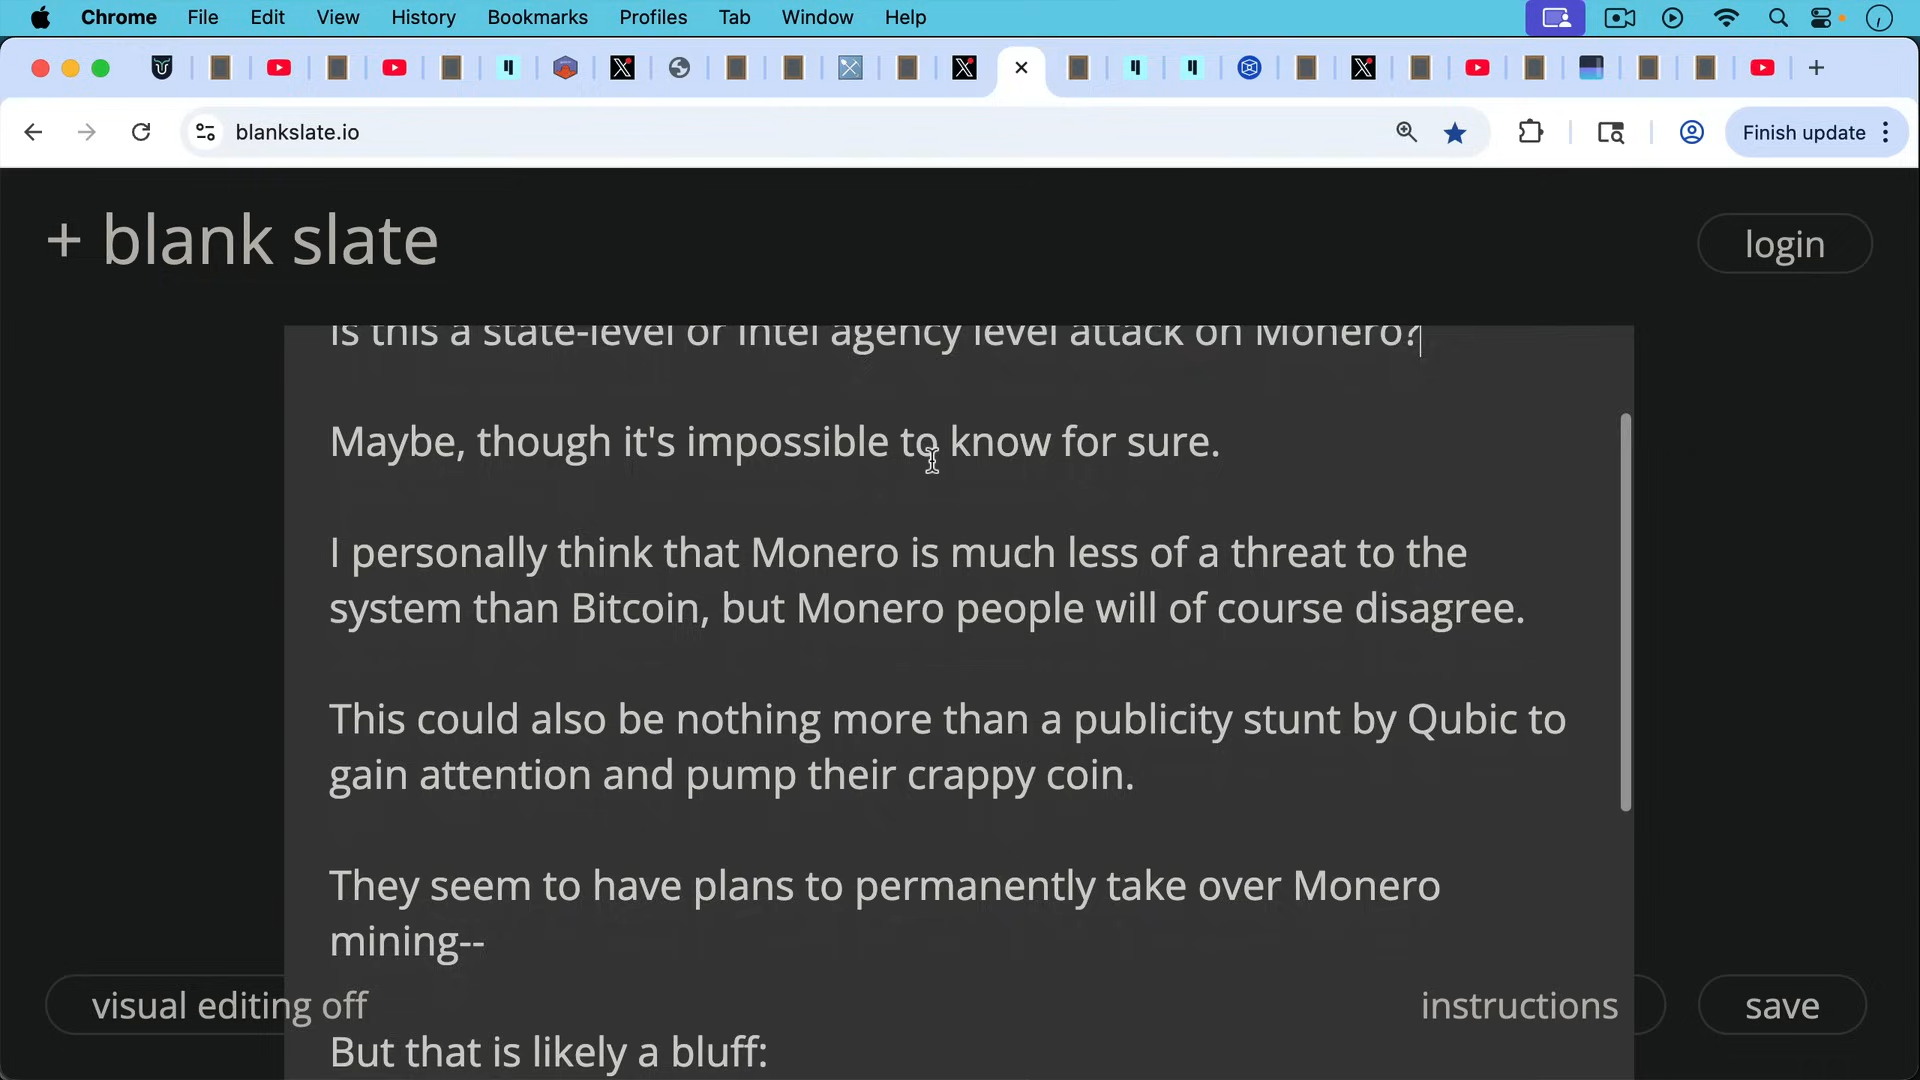 Chrome File Edit View History Bookmarks Profiles Tab Window Help
blankslate.io
Finish update
+ blank slate
login
Is this a state-level or Intel agency level attack on Monero?
Maybe, though it's impossible to know for sure.
I personally think that Monero is much less of a threat to the
system than Bitcoin, but Monero people will of course disagree.
This could also be nothing more than a publicity stunt by Qubic to
gain attention and pump their crappy coin.
They seem to have plans to permanently take over Monero
mining--
visual editing off
instructions
save
But that is likely a bluff: